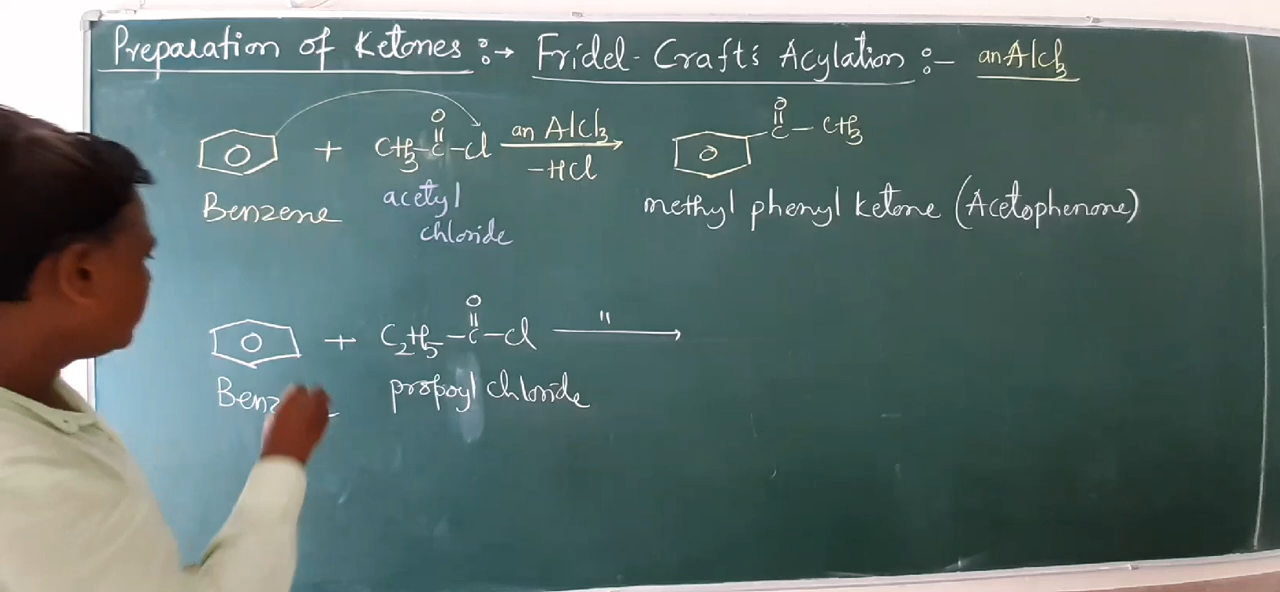 Preparation of Ketones :→ Fridel-Craft's Acylation :- an AlCl3
O O
CH3-C-Cl an AlCl3 C-CH3
+ -HCl
Benzene acetyl chloride methyl phenyl ketone (Acetophenone)
O
+ C2H5-C-Cl "
propoyl chloride